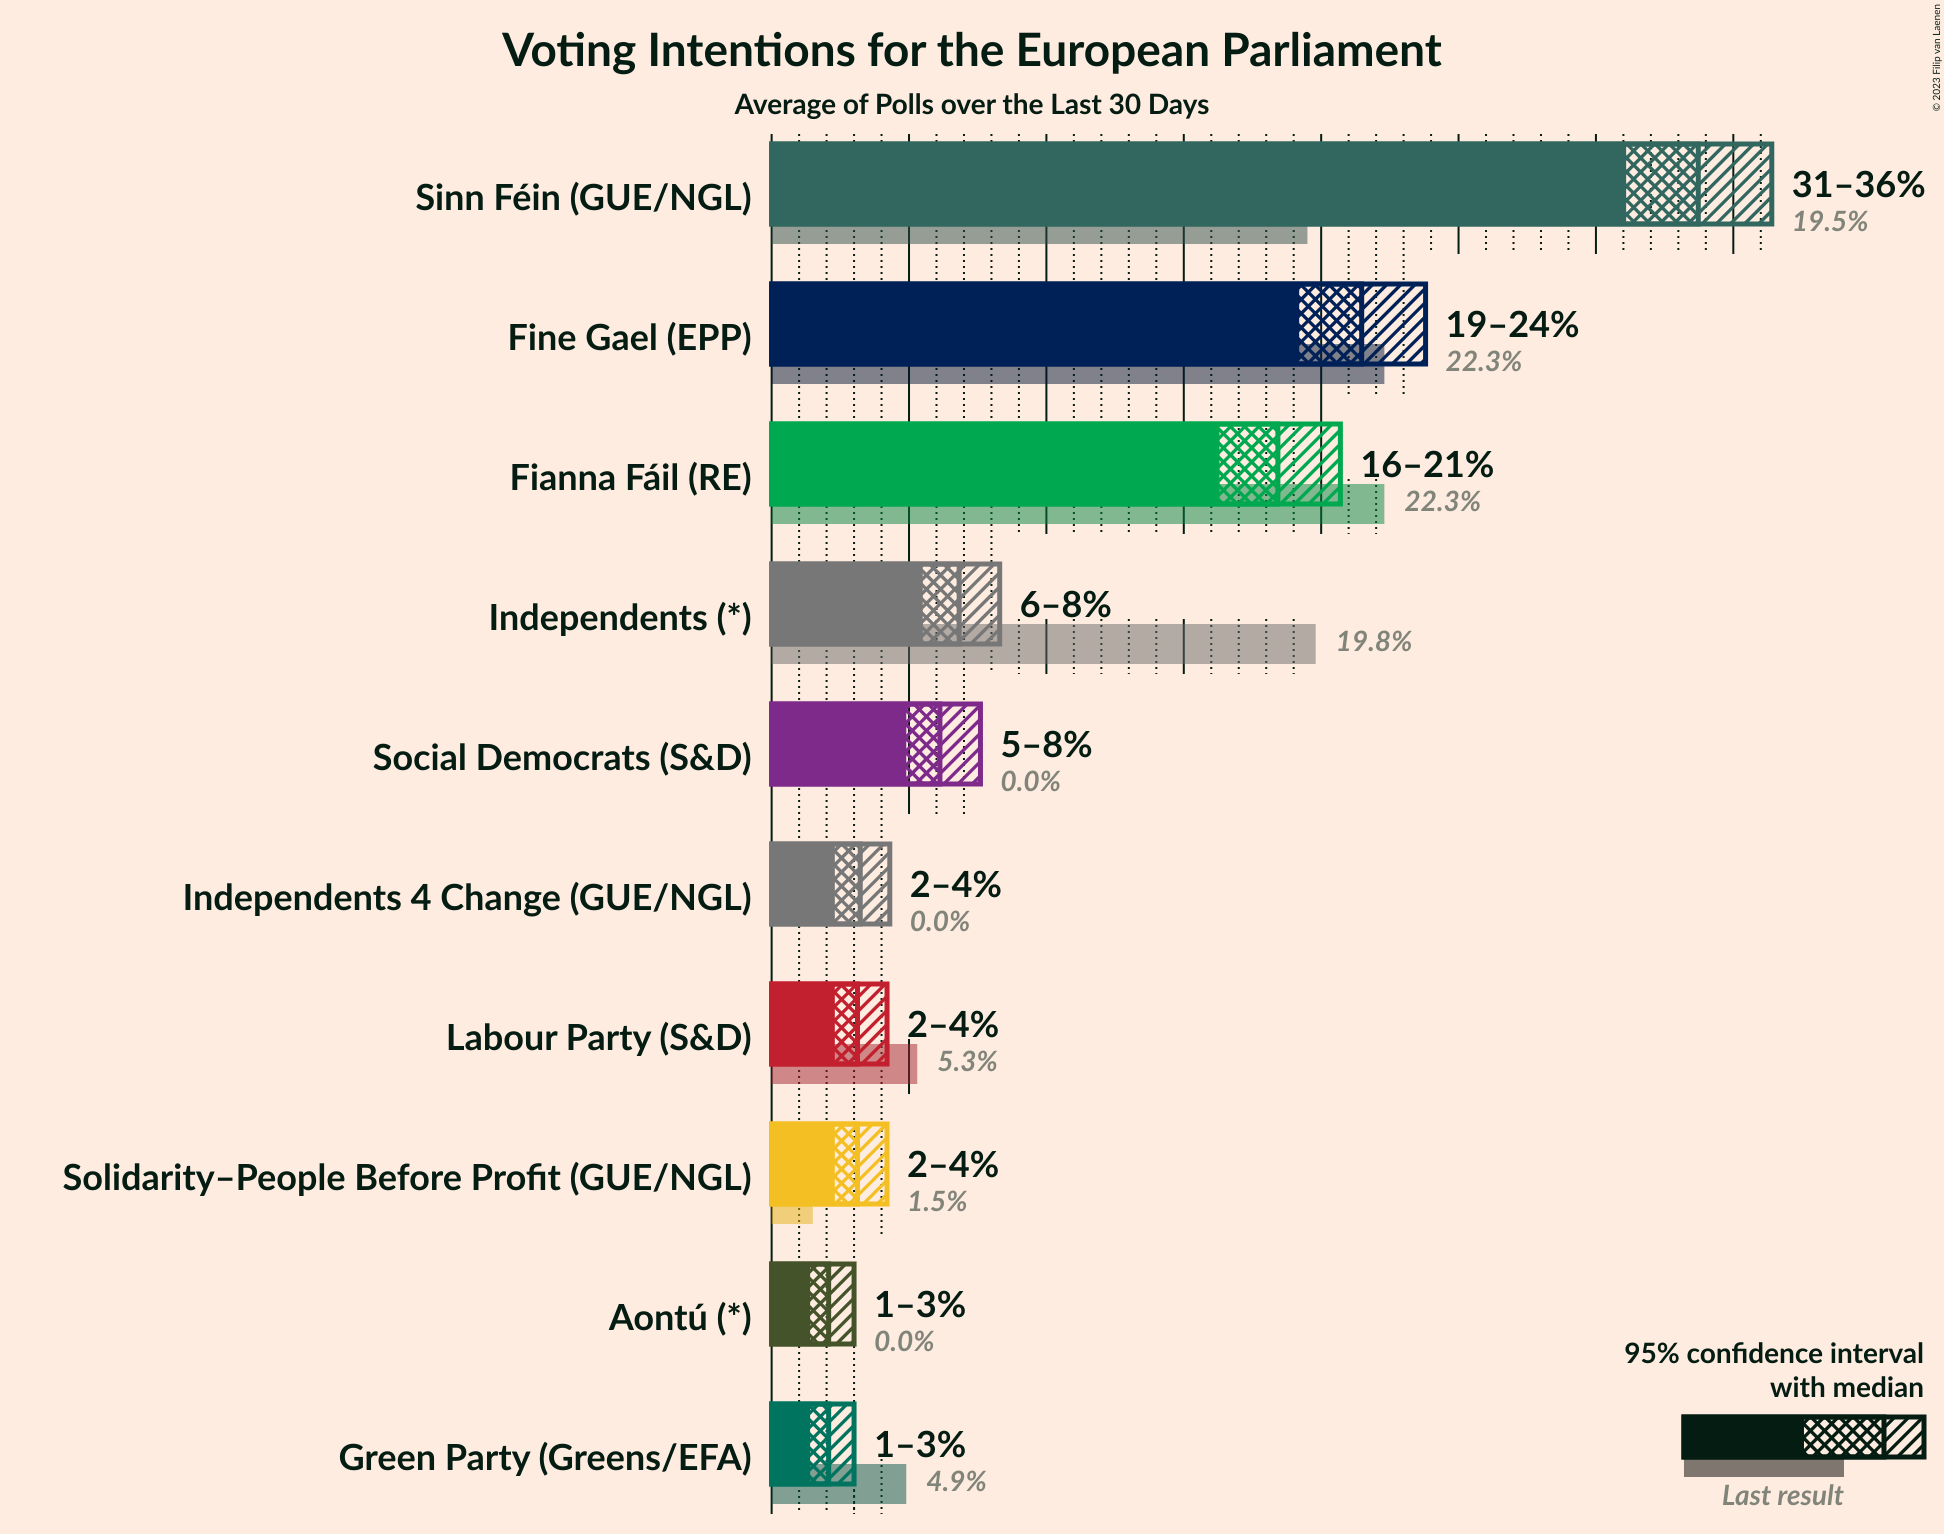 Voting Intentions for the European Parliament
Average of Polls over the Last 30 Days
© 2023 Filip van Laenen
Sinn Féin (GUE/NGL)
31–36%
19.5%
Fine Gael (EPP)
19–24%
22.3%
Fianna Fáil (RE)
16–21%
22.3%
Independents (*)
6–8%
19.8%
Social Democrats (S&D)
5–8%
0.0%
Independents 4 Change (GUE/NGL)
2–4%
0.0%
Labour Party (S&D)
2–4%
5.3%
Solidarity–People Before Profit (GUE/NGL)
2–4%
1.5%
Aontú (*)
1–3%
0.0%
Green Party (Greens/EFA)
1–3%
4.9%
95% confidence interval
with median
Last result